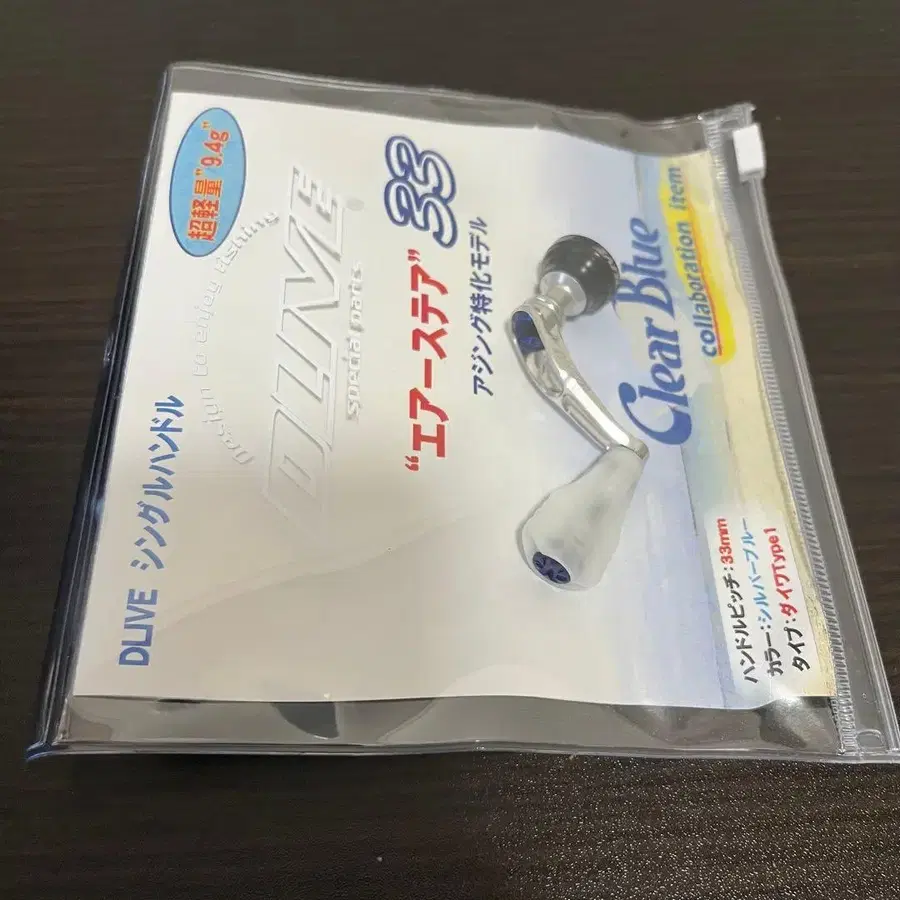 DLIVE シングルハンドル
超軽量"9.4g"
Design to enjoy fishing
DLIVE®
special parts
"エアーステア" 33
アジング特化モデル
Clear Blue
collaboration item
ハンドルピッチ:33mm
カラー:シルバーブルー
タイプ:ダイワType1